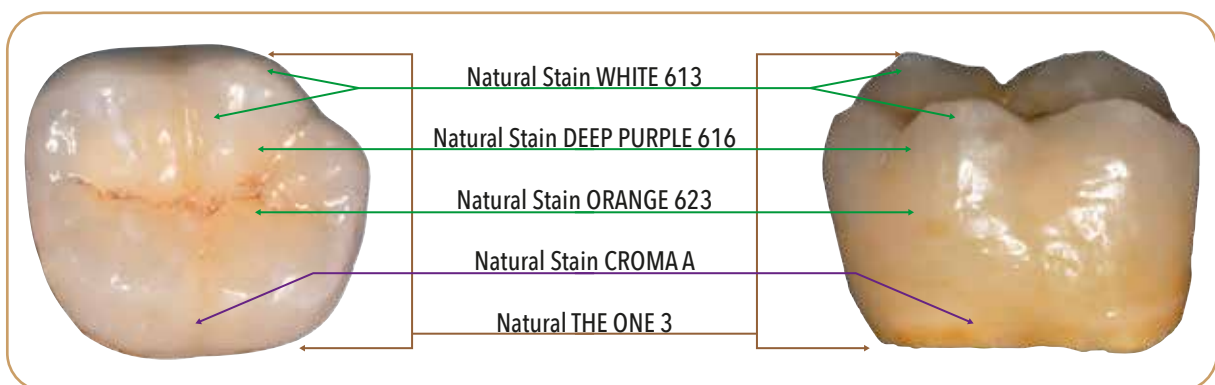 Natural Stain WHITE 613
Natural Stain DEEP PURPLE 616
Natural Stain ORANGE 623
Natural Stain CROMA A
Natural THE ONE 3